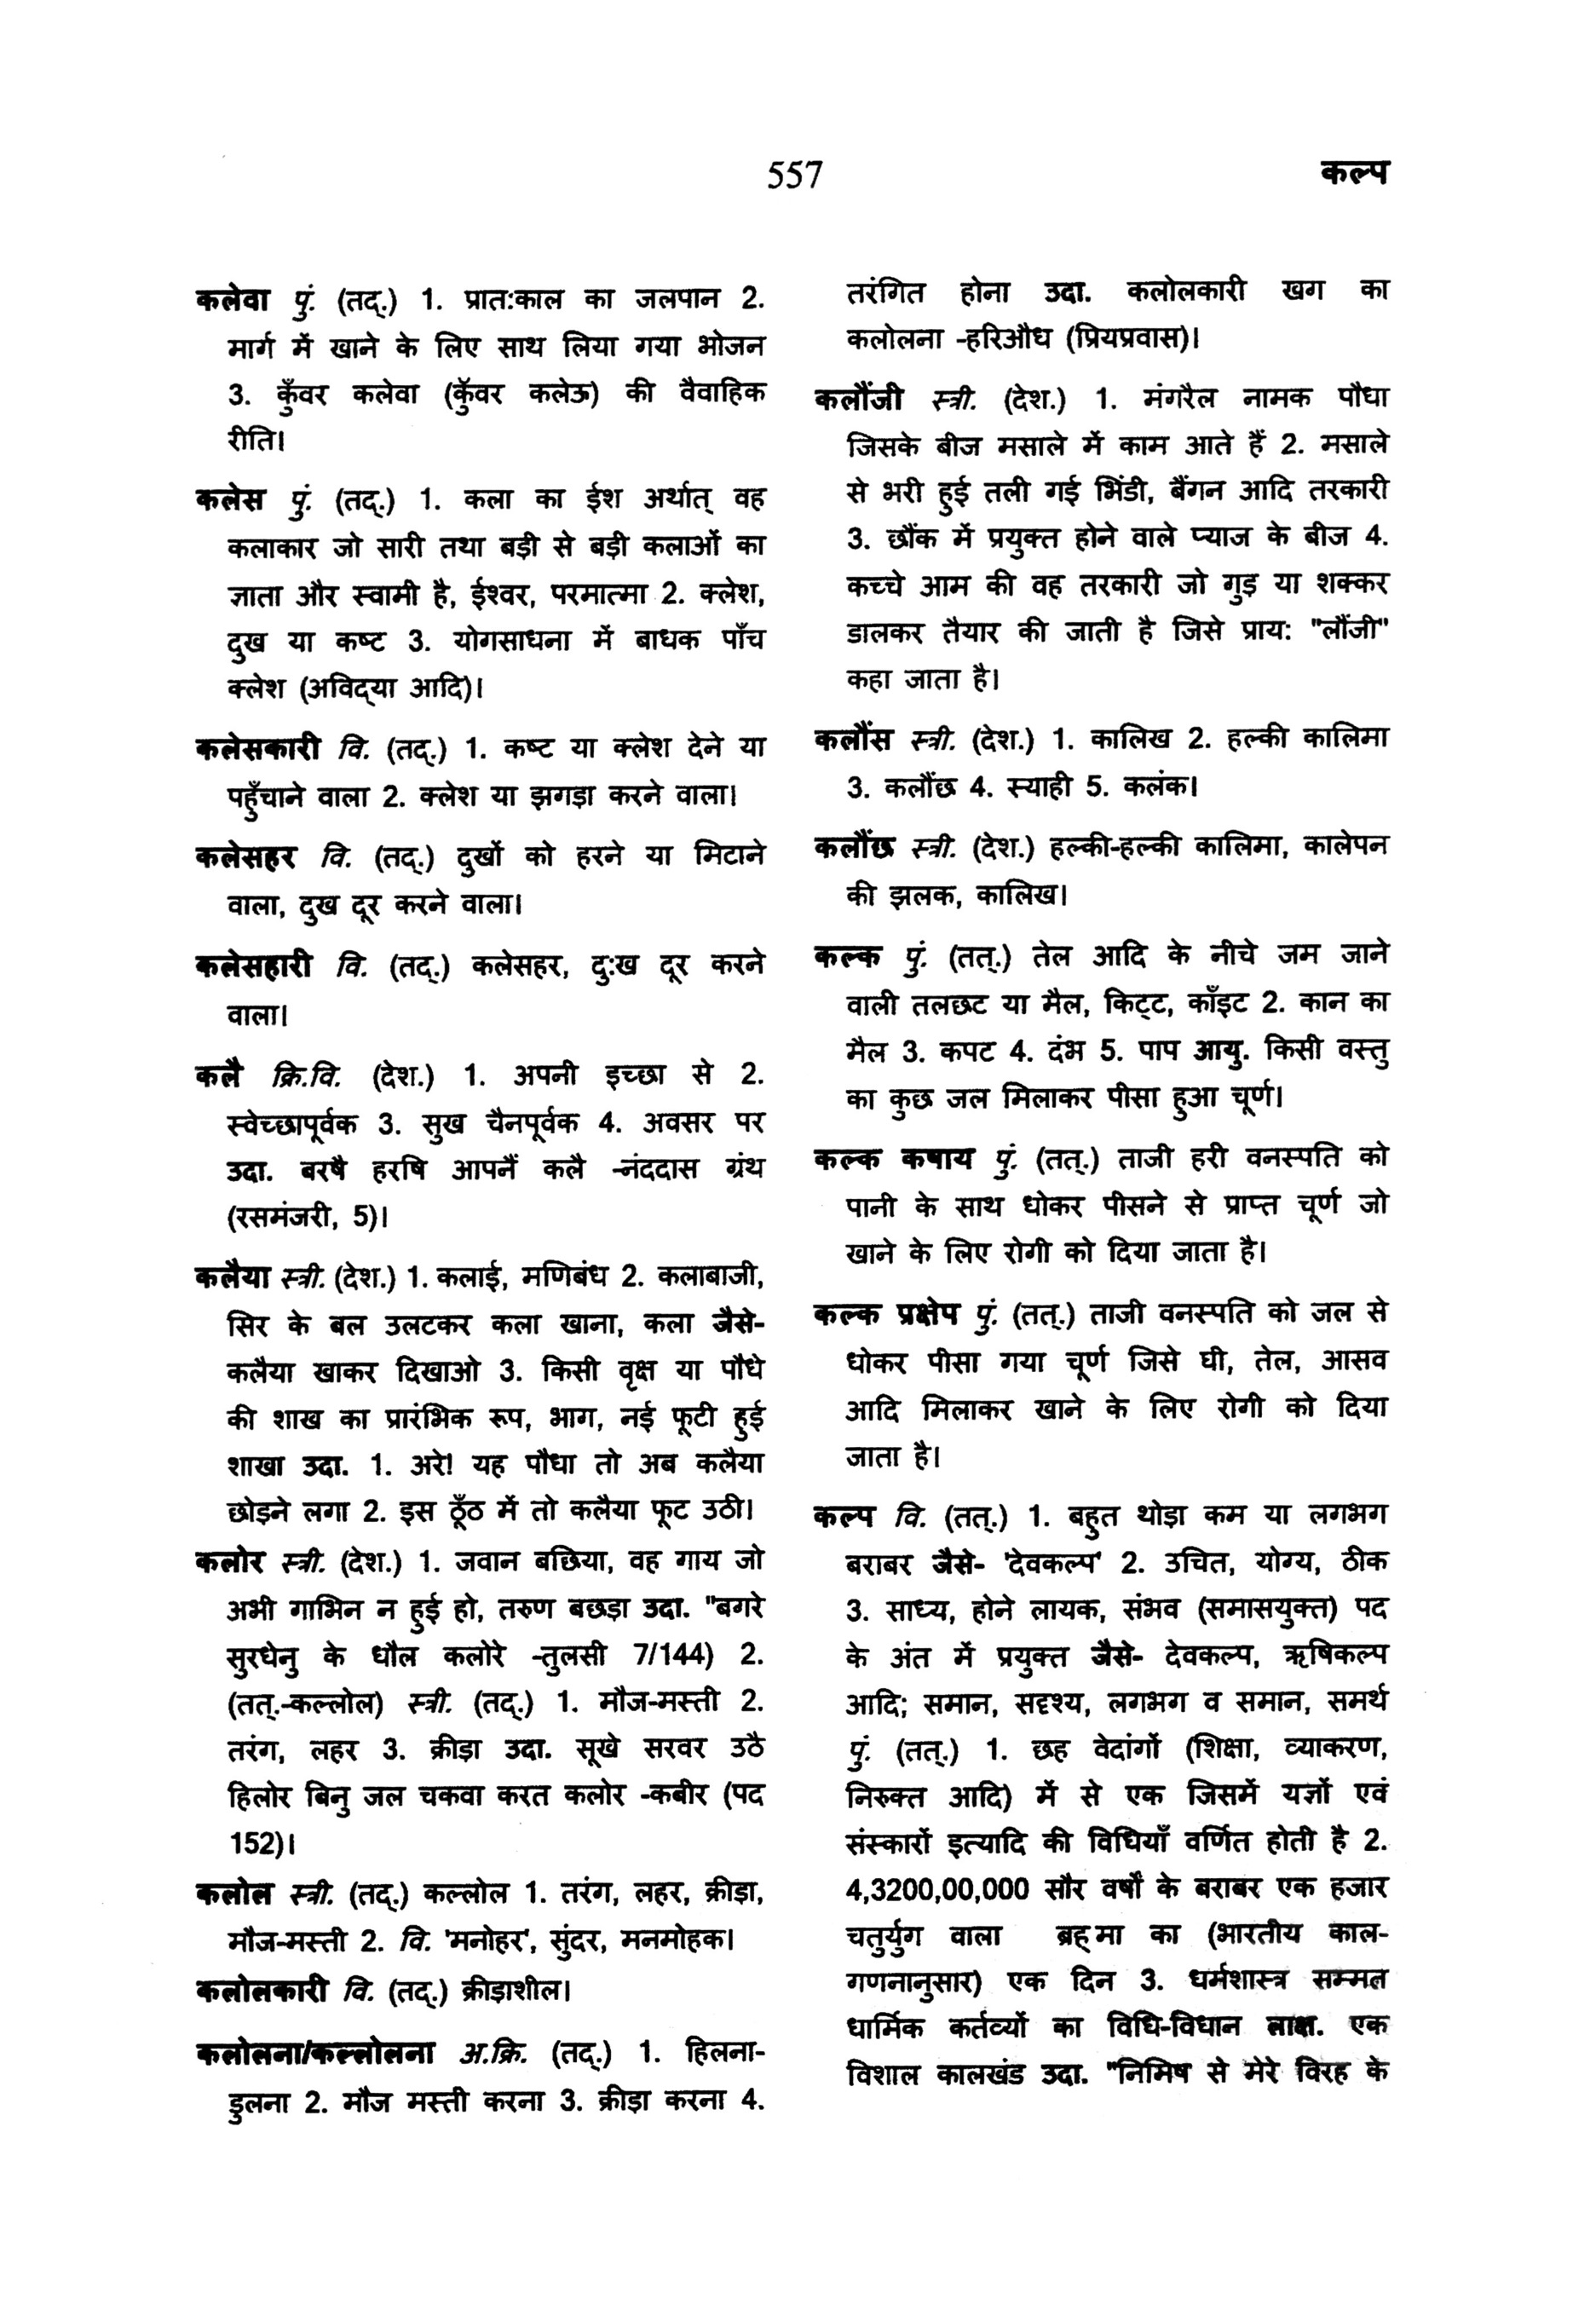 557
कल्प
कलेवा पुं. (तद्.) 1. प्रात:काल का जलपान 2.
मार्ग में खाने के लिए साथ लिया गया भोजन
3. कुँवर कलेवा (कुँवर कलेऊ) की वैवाहिक
रीति।
कलेस पुं. (तद्.) 1. कला का ईश अर्थात् वह
कलाकार जो सारी तथा बड़ी से बड़ी कलाओं का
ज्ञाता और स्वामी है, ईश्वर, परमात्मा 2. क्लेश,
दुख या कष्ट 3. योगसाधना में बाधक पाँच
क्लेश (अविद्‌या आदि)।
कलेसकारी वि. (तद्.) 1. कष्ट या क्लेश देने या
पहुँचाने वाला 2. क्लेश या झगड़ा करने वाला।
कलेसहर वि. (तद्.) दुखों को हरने या मिटाने
वाला, दुख दूर करने वाला।
कलेसहारी वि. (तद्.) कलेसहर, दु:ख दूर करने
वाला।
कलै क्रि.वि. (देश.) 1. अपनी इच्छा से 2.
स्वेच्छापूर्वक 3. सुख चैनपूर्वक 4. अवसर पर
उदा. बरषै हरषि आपनैं कलै -नंददास ग्रंथ
(रसमंजरी, 5)।
कलैया स्त्री. (देश.) 1. कलाई, मणिबंध 2. कलाबाजी,
सिर के बल उलटकर कला खाना, कला जैसे-
कलैया खाकर दिखाओ 3. किसी वृक्ष या पौधे
की शाख का प्रारंभिक रूप, भाग, नई फूटी हुई
शाखा उदा. 1. अरे! यह पौधा तो अब कलैया
छोड़ने लगा 2. इस ठूँठ में तो कलैया फूट उठी।
कलोर स्त्री. (देश.) 1. जवान बछिया, वह गाय जो
अभी गाभिन न हुई हो, तरुण बछड़ा उदा. "बगरे
सुरधेनु के धौल कलोरे -तुलसी 7/144) 2.
(तत्.-कल्लोल) स्त्री. (तद्.) 1. मौज-मस्ती 2.
तरंग, लहर 3. क्रीड़ा उदा. सूखे सरवर उठै
हिलोर बिनु जल चकवा करत कलोर -कबीर (पद
152)।
कलोल स्त्री. (तद्.) कल्लोल 1. तरंग, लहर, क्रीड़ा,
मौज-मस्ती 2. वि. 'मनोहर', सुंदर, मनमोहक।
कलोलकारी वि. (तद्.) क्रीड़ाशील।
कलोलना/कल्लोलना अ.क्रि. (तद्.) 1. हिलना-
डुलना 2. मौज मस्ती करना 3. क्रीड़ा करना 4.
तरंगित होना उदा. कलोलकारी खग का
कलोलना -हरिऔध (प्रियप्रवास)।
कलौंजी स्त्री. (देश.) 1. मंगरैल नामक पौधा
जिसके बीज मसाले में काम आते हैं 2. मसाले
से भरी हुई तली गई भिंडी, बैंगन आदि तरकारी
3. छौंक में प्रयुक्त होने वाले प्याज के बीज 4.
कच्चे आम की वह तरकारी जो गुड़ या शक्कर
डालकर तैयार की जाती है जिसे प्राय: "लौंजी"
कहा जाता है।
कलौंस स्त्री. (देश.) 1. कालिख 2. हल्की कालिमा
3. कलौंछ 4. स्याही 5. कलंक।
कलौंछ स्त्री. (देश.) हल्की-हल्की कालिमा, कालेपन
की झलक, कालिख।
कल्क पुं. (तत्.) तेल आदि के नीचे जम जाने
वाली तलछट या मैल, किट्‌ट, काँइट 2. कान का
मैल 3. कपट 4. दंभ 5. पाप आयु. किसी वस्तु
का कुछ जल मिलाकर पीसा हुआ चूर्ण।
कल्क कषाय पुं. (तत्.) ताजी हरी वनस्पति को
पानी के साथ धोकर पीसने से प्राप्त चूर्ण जो
खाने के लिए रोगी को दिया जाता है।
कल्क प्रक्षेप पुं. (तत्.) ताजी वनस्पति को जल से
धोकर पीसा गया चूर्ण जिसे घी, तेल, आसव
आदि मिलाकर खाने के लिए रोगी को दिया
जाता है।
कल्प वि. (तत्.) 1. बहुत थोड़ा कम या लगभग
बराबर जैसे- 'देवकल्प' 2. उचित, योग्य, ठीक
3. साध्य, होने लायक, संभव (समासयुक्त) पद
के अंत में प्रयुक्त जैसे- देवकल्प, ऋषिकल्प
आदि; समान, सदृश्य, लगभग व समान, समर्थ
पुं. (तत्.) 1. छह वेदांगों (शिक्षा, व्याकरण,
निरुक्त आदि) में से एक जिसमें यज्ञों एवं
संस्कारों इत्यादि की विधियाँ वर्णित होती है 2.
4,3200,00,000 सौर वर्षों के बराबर एक हजार
चतुर्युग वाला ब्रह्‌मा का (भारतीय काल-
गणनानुसार) एक दिन 3. धर्मशास्त्र सम्मत
धार्मिक कर्तव्यों का विधि-विधान लाक्ष. एक
विशाल कालखंड उदा. "निमिष से मेरे विरह के